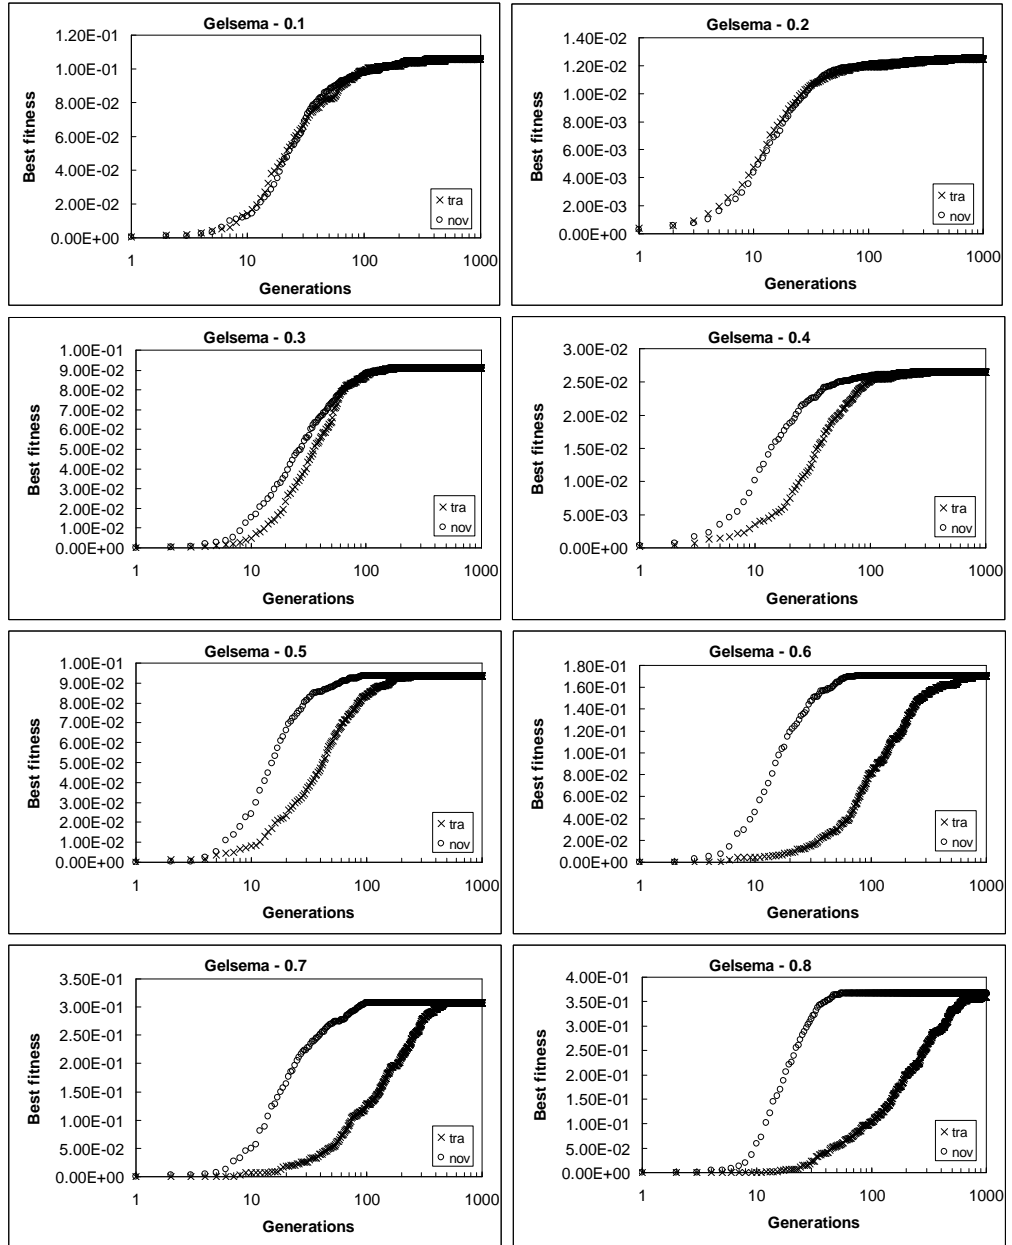 Gelsema - 0.1
1.20E-01
1.00E-01
8.00E-02
6.00E-02
4.00E-02
2.00E-02
0.00E+00
Best fitness
tra
nov
1 10 100 1000
Generations
Gelsema - 0.2
1.40E-02
1.20E-02
1.00E-02
8.00E-03
6.00E-03
4.00E-03
2.00E-03
0.00E+00
Best fitness
tra
nov
1 10 100 1000
Generations
Gelsema - 0.3
1.00E-01
9.00E-02
8.00E-02
7.00E-02
6.00E-02
5.00E-02
4.00E-02
3.00E-02
2.00E-02
1.00E-02
0.00E+00
Best fitness
tra
nov
1 10 100 1000
Generations
Gelsema - 0.4
3.00E-02
2.50E-02
2.00E-02
1.50E-02
1.00E-02
5.00E-03
0.00E+00
Best fitness
tra
nov
1 10 100 1000
Generations
Gelsema - 0.5
1.00E-01
9.00E-02
8.00E-02
7.00E-02
6.00E-02
5.00E-02
4.00E-02
3.00E-02
2.00E-02
1.00E-02
0.00E+00
Best fitness
tra
nov
1 10 100 1000
Generations
Gelsema - 0.6
1.80E-01
1.60E-01
1.40E-01
1.20E-01
1.00E-01
8.00E-02
6.00E-02
4.00E-02
2.00E-02
0.00E+00
Best fitness
tra
nov
1 10 100 1000
Generations
Gelsema - 0.7
3.50E-01
3.00E-01
2.50E-01
2.00E-01
1.50E-01
1.00E-01
5.00E-02
0.00E+00
Best fitness
tra
nov
1 10 100 1000
Generations
Gelsema - 0.8
4.00E-01
3.50E-01
3.00E-01
2.50E-01
2.00E-01
1.50E-01
1.00E-01
5.00E-02
0.00E+00
Best fitness
tra
nov
1 10 100 1000
Generations